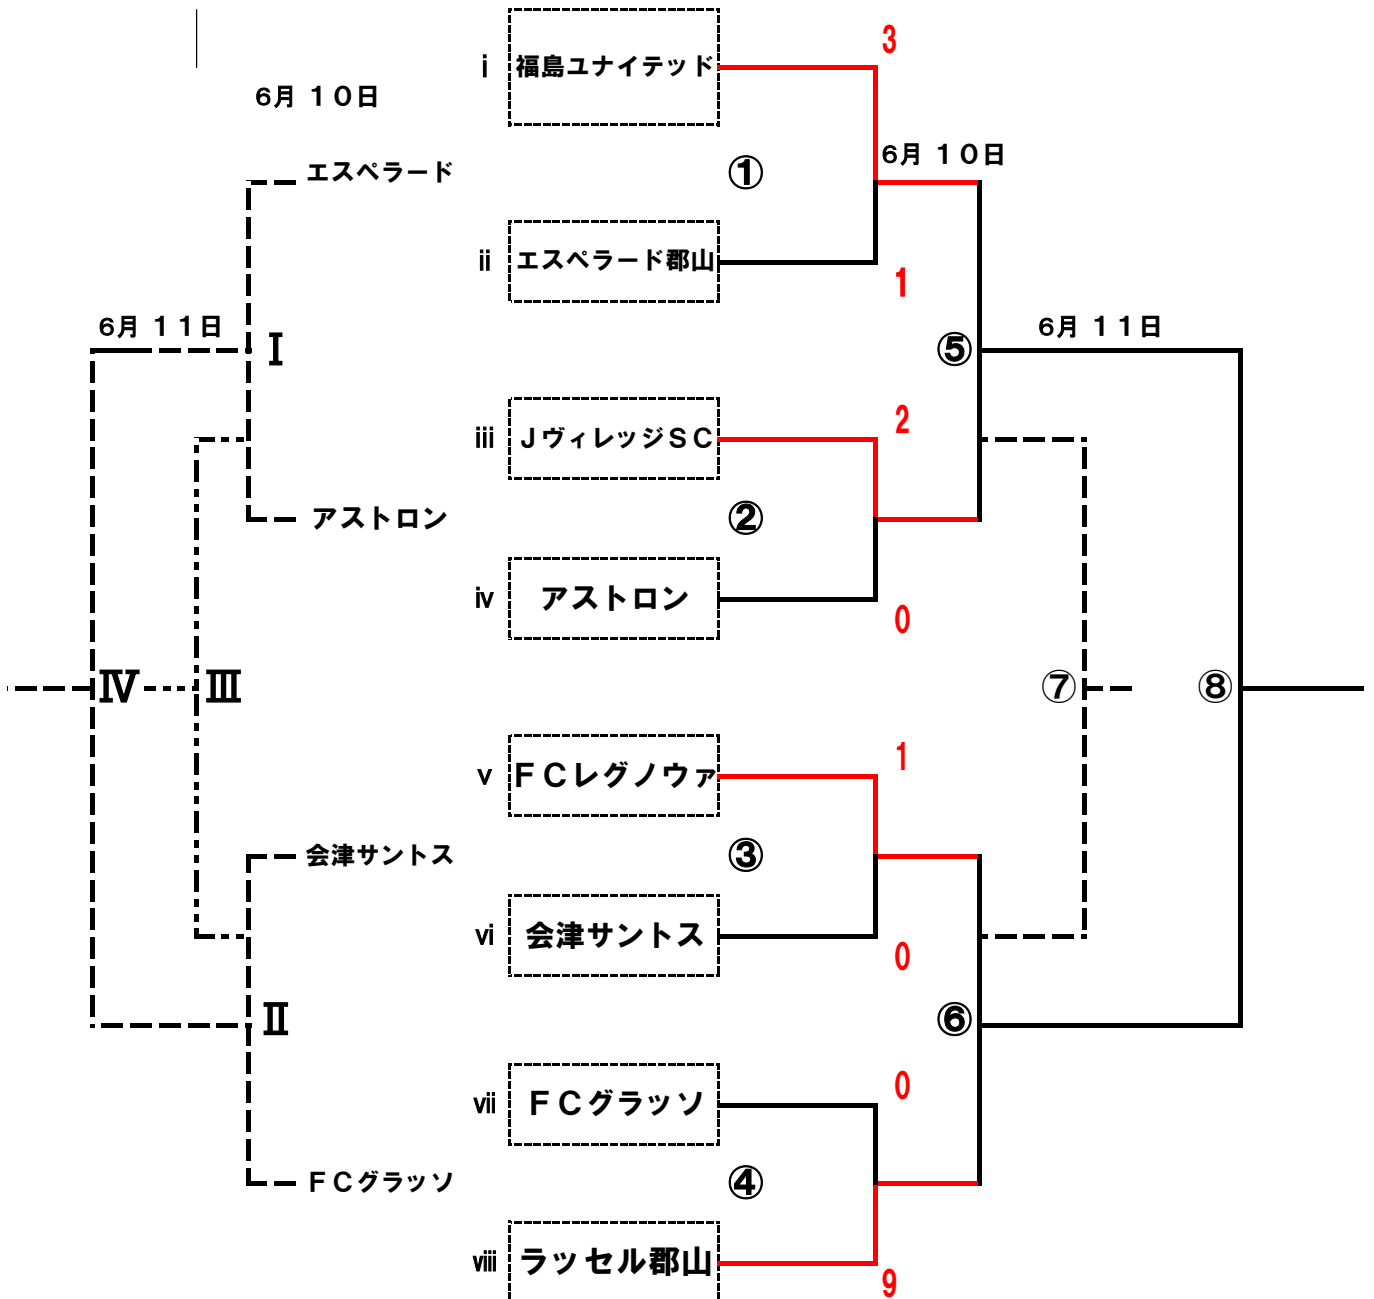 3
ⅰ 福島ユナイテッド
6月 １０日
6月 １０日
エスペラード
①
ⅱ エスペラード郡山
1
6月 １１日
6月 １１日
Ⅰ
⑤
2
ⅲ ＪヴィレッジＳＣ
アストロン
②
ⅳ アストロン
0
Ⅳ
Ⅲ
⑦
⑧
1
ⅴ ＦＣレグノウァ
会津サントス
③
ⅵ 会津サントス
0
Ⅱ
⑥
0
ⅶ ＦＣグラッソ
ＦＣグラッソ
④
ⅷ ラッセル郡山
9